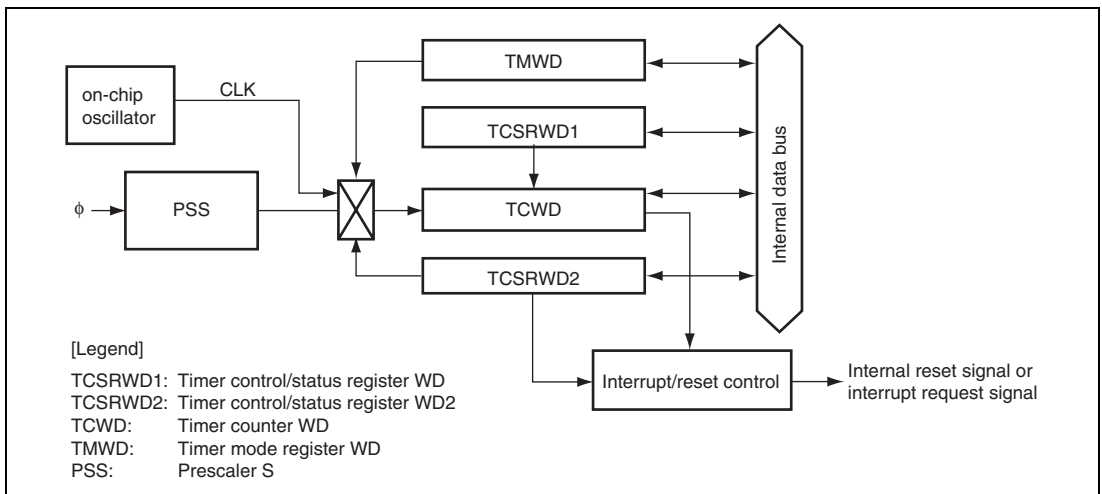 on-chip
oscillator
CLK
TMWD
TCSRWD1
ϕ
PSS
TCWD
TCSRWD2
Internal data bus
Interrupt/reset control
Internal reset signal or
interrupt request signal
[Legend]
TCSRWD1: Timer control/status register WD
TCSRWD2: Timer control/status register WD2
TCWD: Timer counter WD
TMWD: Timer mode register WD
PSS: Prescaler S